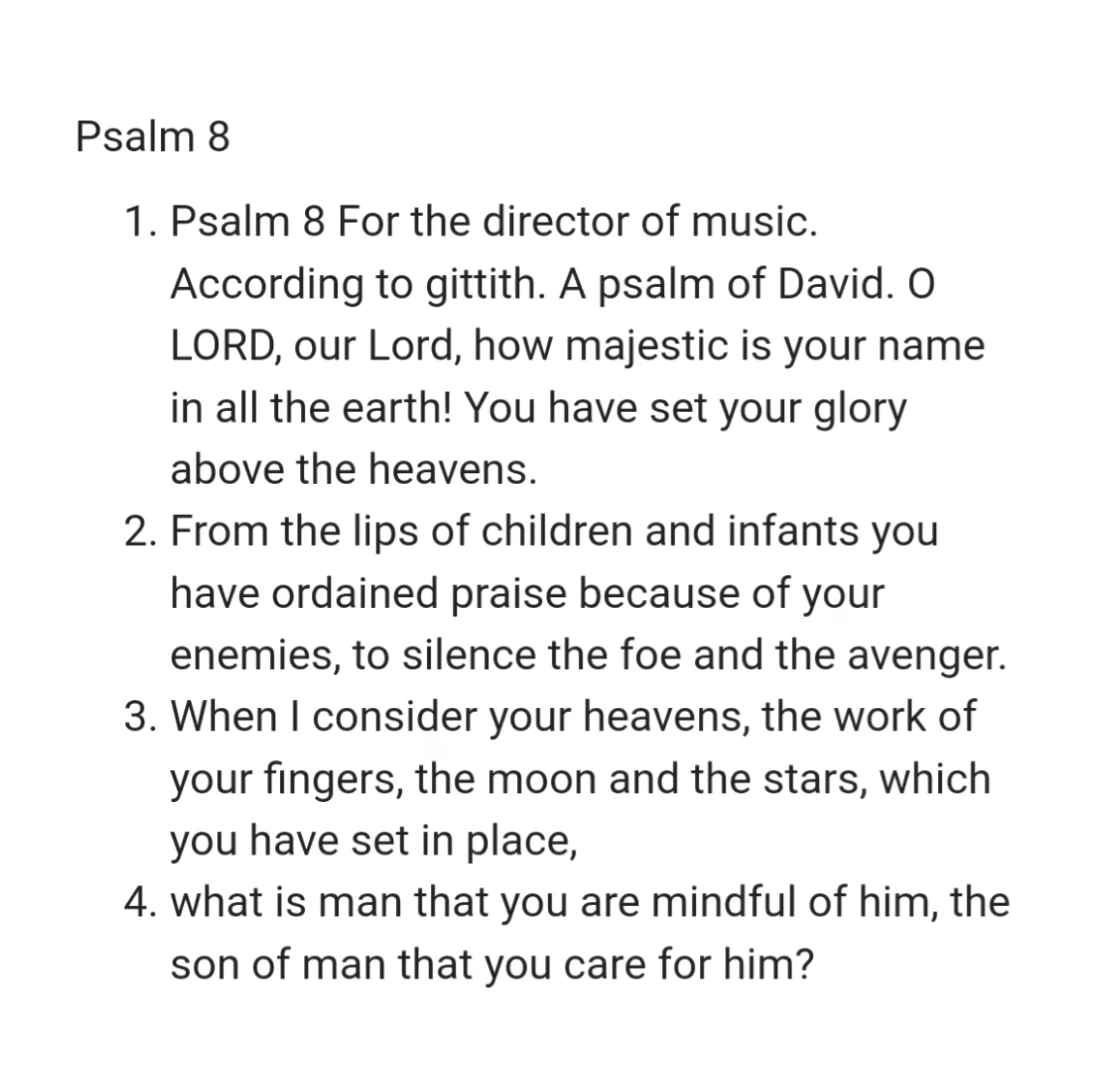 Psalm 8
1. Psalm 8 For the director of music.
According to gittith. A psalm of David. O
LORD, our Lord, how majestic is your name
in all the earth! You have set your glory
above the heavens.
2. From the lips of children and infants you
have ordained praise because of your
enemies, to silence the foe and the avenger.
3. When I consider your heavens, the work of
your fingers, the moon and the stars, which
you have set in place,
4. what is man that you are mindful of him, the
son of man that you care for him?